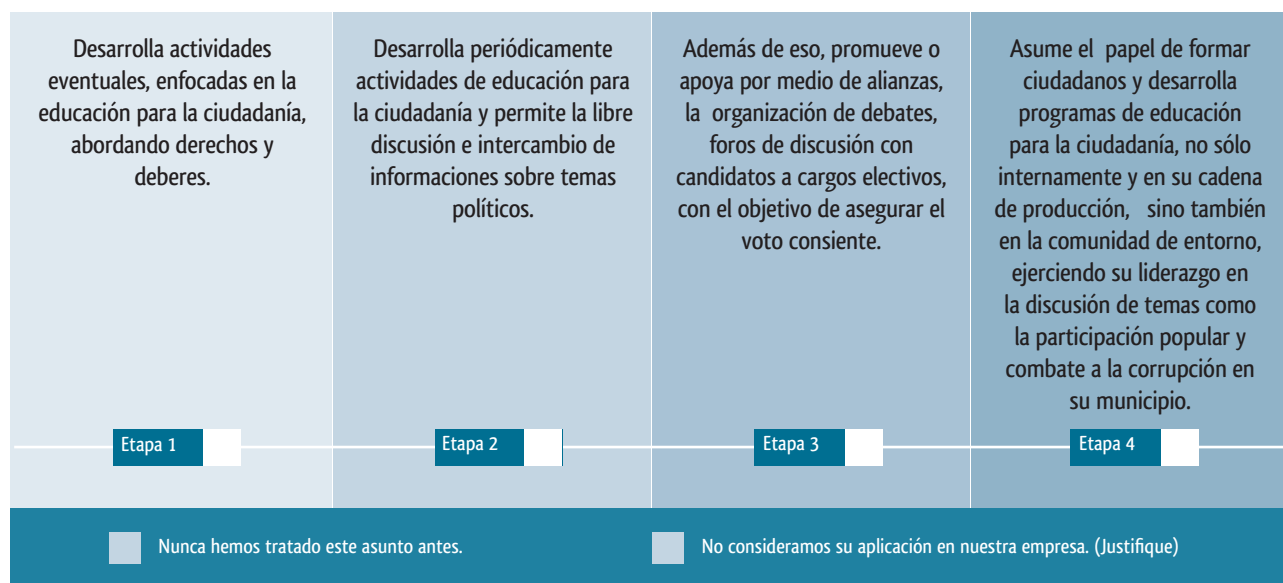 Desarrolla actividades
eventuales, enfocadas en la
educación para la ciudadanía,
abordando derechos y
deberes.
Etapa 1
Desarrolla periódicamente
actividades de educación para
la ciudadanía y permite la libre
discusión e intercambio de
informaciones sobre temas
políticos.
Etapa 2
Además de eso, promueve o
apoya por medio de alianzas,
la organización de debates,
foros de discusión con
candidatos a cargos electivos,
con el objetivo de asegurar el
voto consiente.
Etapa 3
Asume el papel de formar
ciudadanos y desarrolla
programas de educación
para la ciudadanía, no sólo
internamente y en su cadena
de producción, sino también
en la comunidad de entorno,
ejerciendo su liderazgo en
la discusión de temas como
la participación popular y
combate a la corrupción en
su municipio.
Etapa 4
Nunca hemos tratado este asunto antes.
No consideramos su aplicación en nuestra empresa. (Justifique)